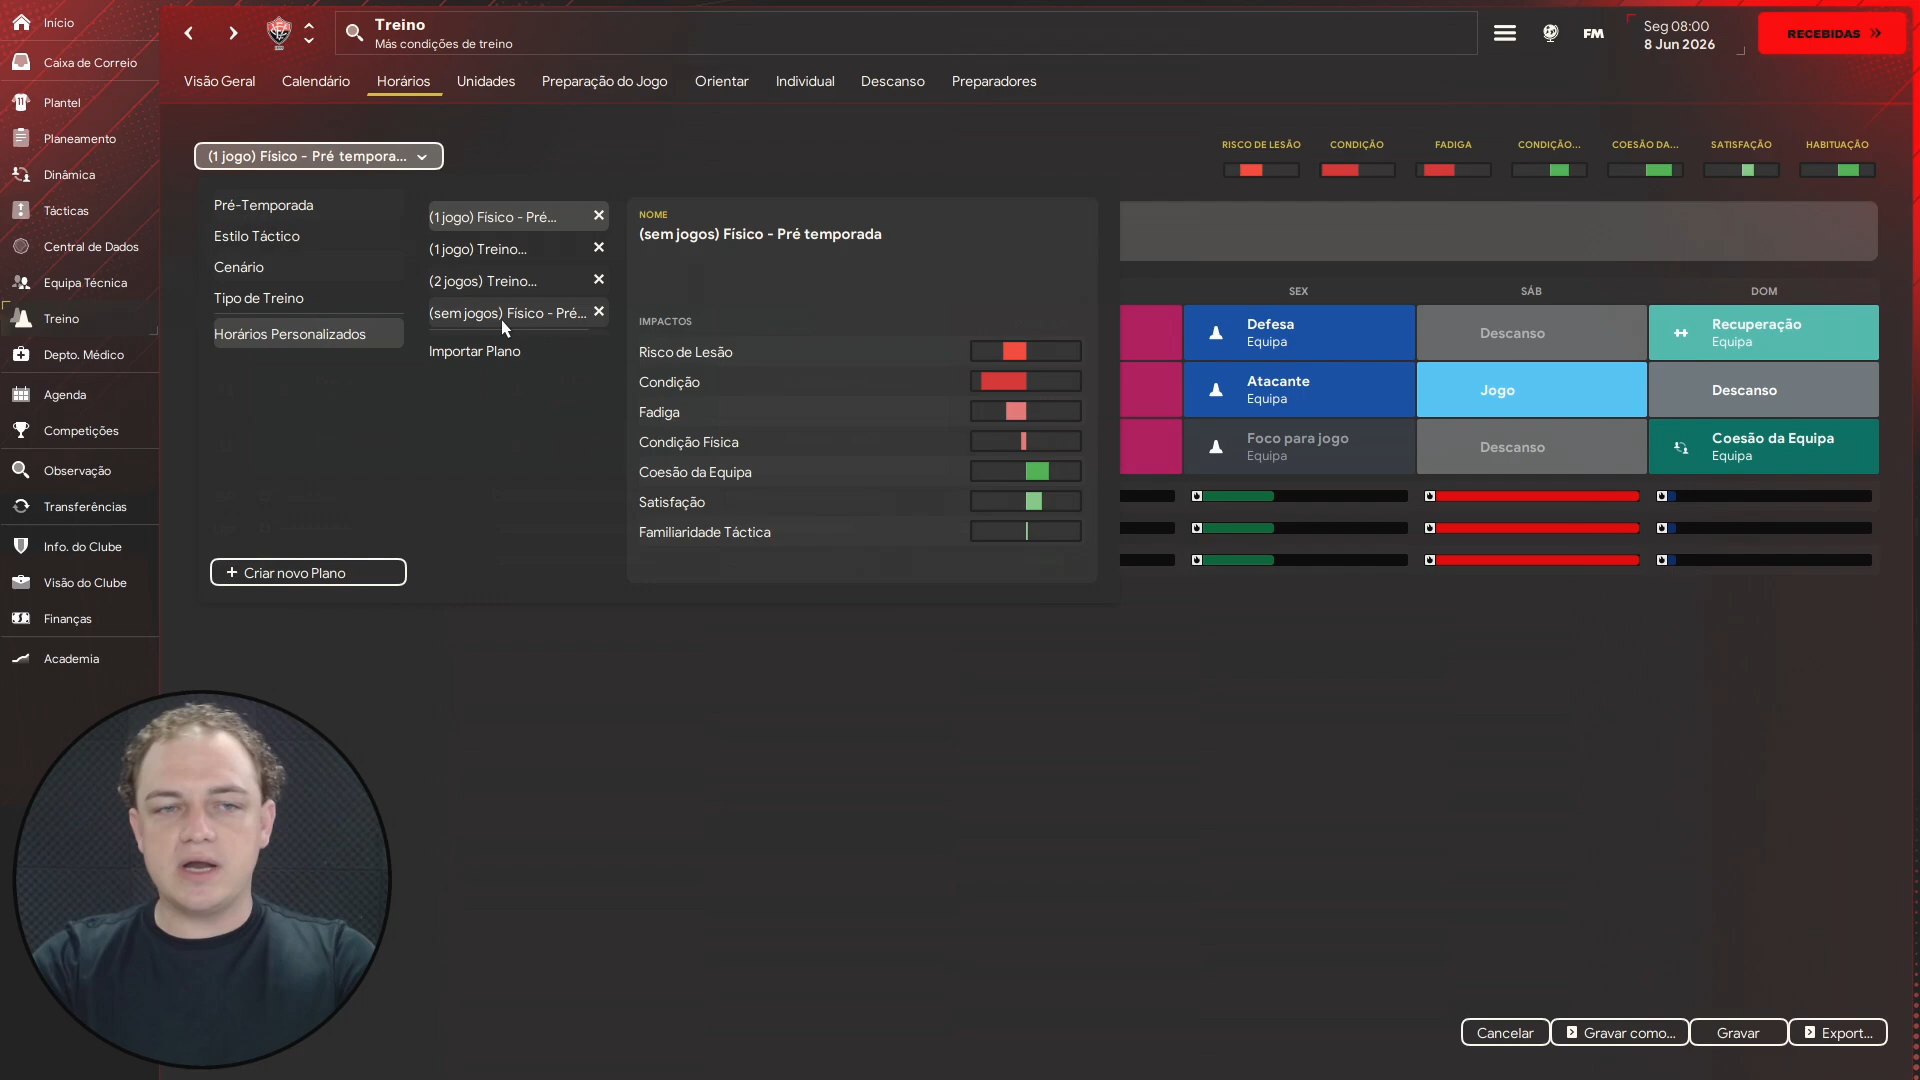 Início
Caixa de Correio
Plantel
Planeamento
Dinâmica
Tácticas
Central de Dados
Equipa Técnica
Treino
Depto. Médico
Agenda
Competições
Observação
Transferências
Info. do Clube
Visão do Clube
Finanças
Academia
Treino
Más condições de treino
FM
Seg 08:00
8 Jun 2026
RECEBIDAS
Visão Geral
Calendário
Horários
Unidades
Preparação do Jogo
Orientar
Individual
Descanso
Preparadores
(1 jogo) Físico - Pré tempora...
RISCO DE LESÃO
CONDIÇÃO
FADIGA
CONDIÇÃO...
COESÃO DA...
SATISFAÇÃO
HABITUAÇÃO
Pré-Temporada
Estilo Táctico
Cenário
Tipo de Treino
Horários Personalizados
+ Criar novo Plano
(1 jogo) Físico - Pré...
(1 jogo) Treino...
(2 jogos) Treino...
(sem jogos) Físico - Pré...
Importar Plano
NOME
(sem jogos) Físico - Pré temporada
IMPACTOS
Risco de Lesão
Condição
Fadiga
Condição Física
Coesão da Equipa
Satisfação
Familiaridade Táctica
SEX
SÁB
DOM
Defesa
Equipa
Descanso
Recuperação
Equipa
Atacante
Equipa
Jogo
Descanso
Foco para jogo
Equipa
Descanso
Coesão da Equipa
Equipa
Cancelar
Gravar como...
Gravar
Export...